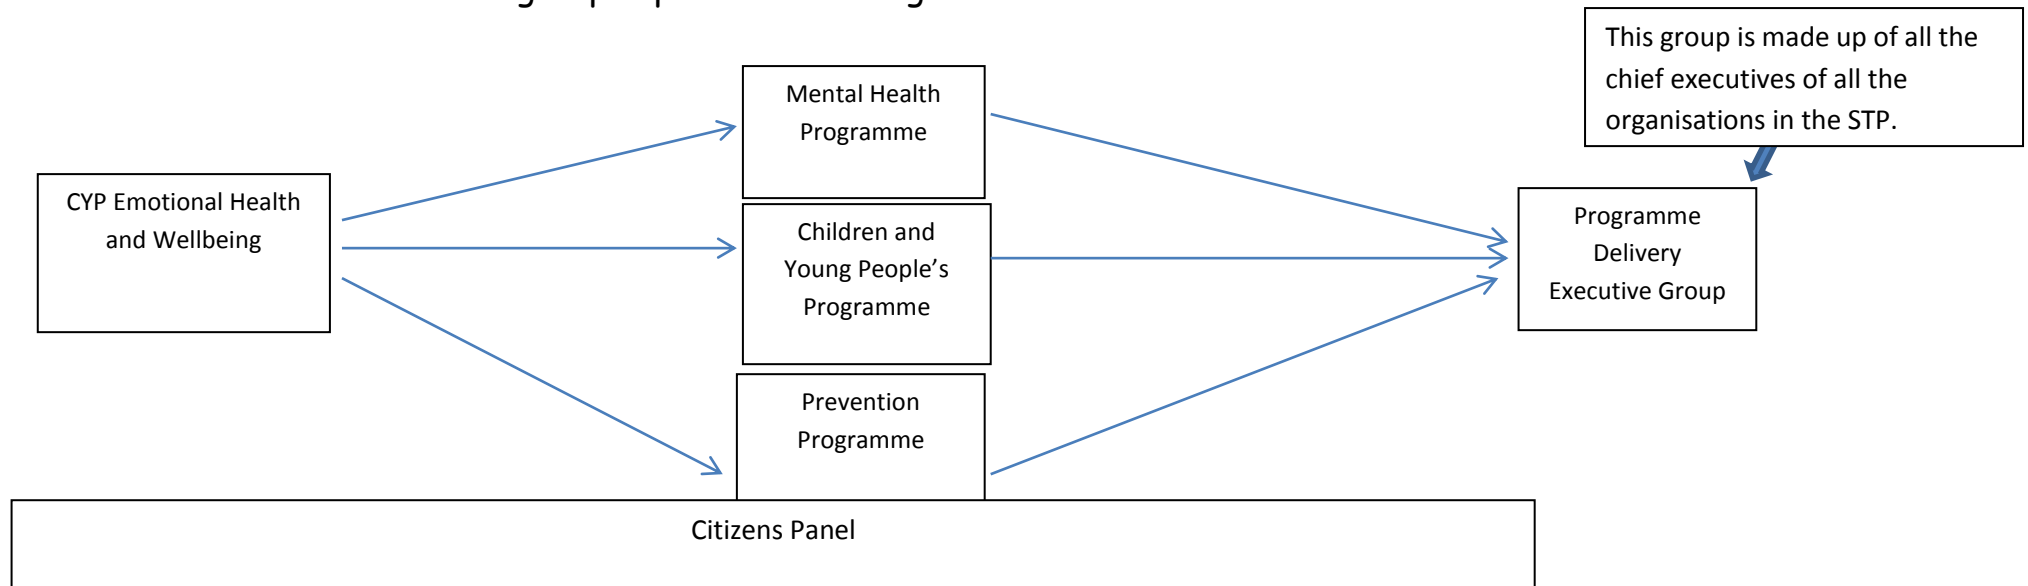 This group is made up of all the
chief executives of all the
organisations in the STP.
Mental Health
Programme
CYP Emotional Health
and Wellbeing
Children and
Young People’s
Programme
Programme
Delivery
Executive Group
Prevention
Programme
Citizens Panel